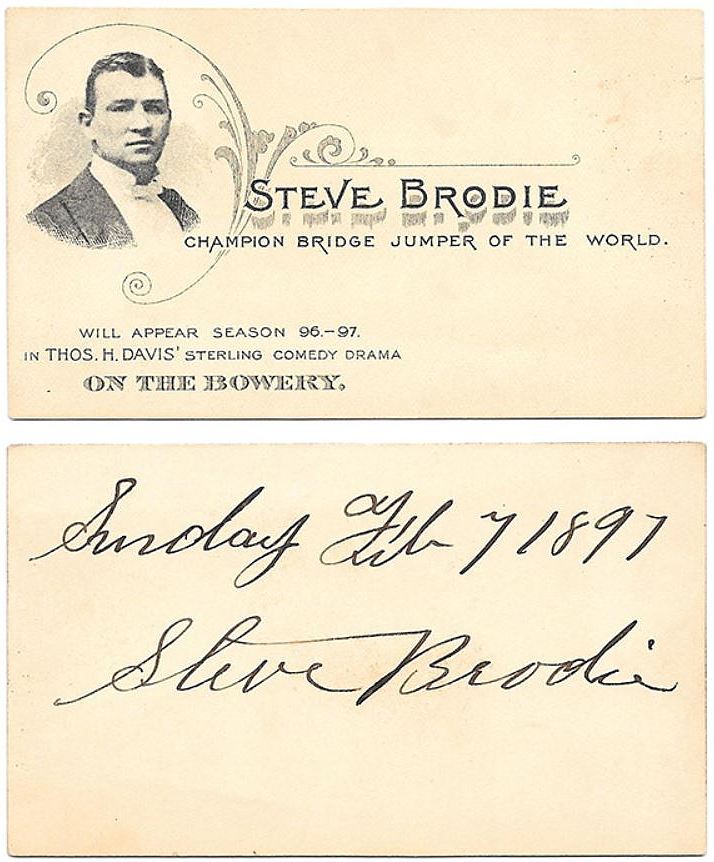 STEVE BRODIE
CHAMPION BRIDGE JUMPER OF THE WORLD.
WILL APPEAR SEASON 96.-97.
IN THOS. H. DAVIS' STERLING COMEDY DRAMA
ON THE BOWERY.
Sunday Feb 7 1897
Steve Brodie